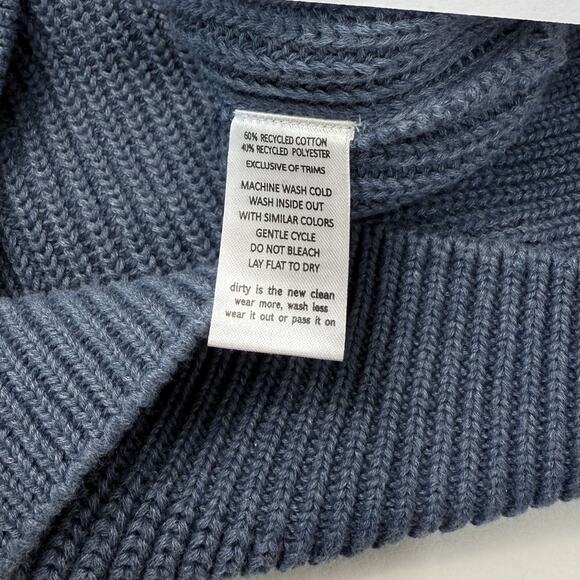 60% RECYCLED COTTON
40% RECYCLED POLYESTER
EXCLUSIVE OF TRIMS
MACHINE WASH COLD
WASH INSIDE OUT
WITH SIMILAR COLORS
GENTLE CYCLE
DO NOT BLEACH
LAY FLAT TO DRY
dirty is the new clean
wear more, wash less
wear it out or pass it on